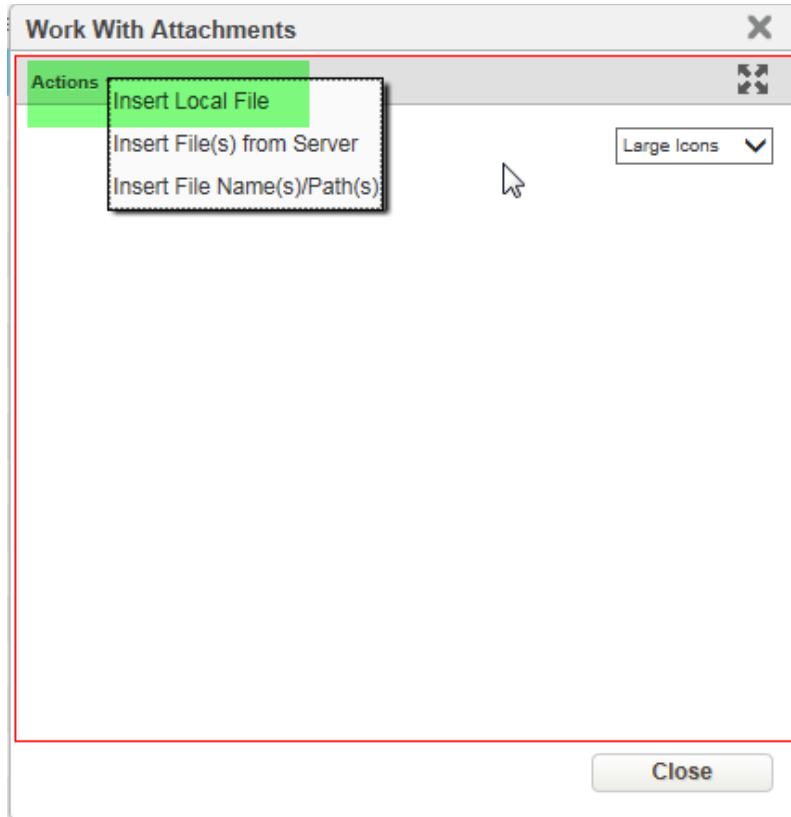 Work With Attachments
Actions
Insert Local File
Insert File(s) from Server
Large Icons
Insert File Name(s)/Path(s)
Close